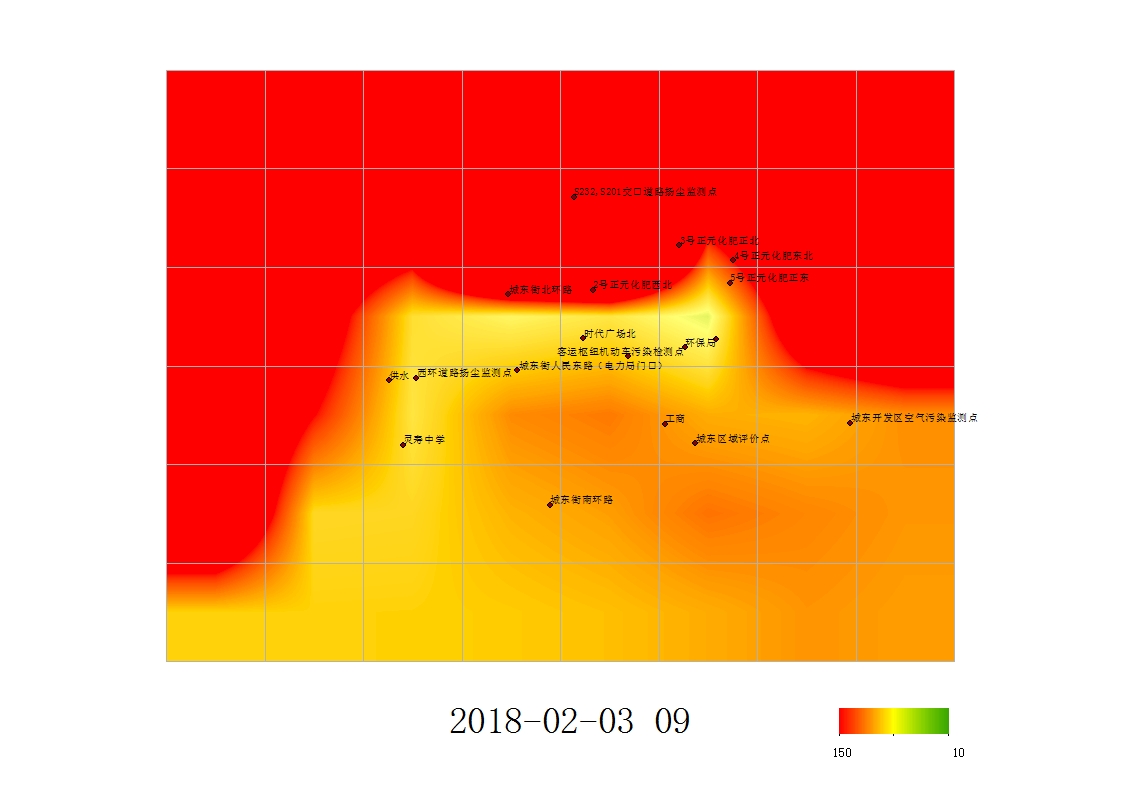 S232,S201交口道路扬尘监测点
3号正元化肥正北
4号正元化肥东北
5号正元化肥正东
2号正元化肥西北
城东街北环路
时代广场北
环保局
客运枢纽机动车污染检测点
城东街人民东路（电力局门口）
供水
西环道路扬尘监测点
工商
城东开发区空气污染监测点
灵寿中学
城东区域评价点
城东街南环路
2018-02-03 09
150
10